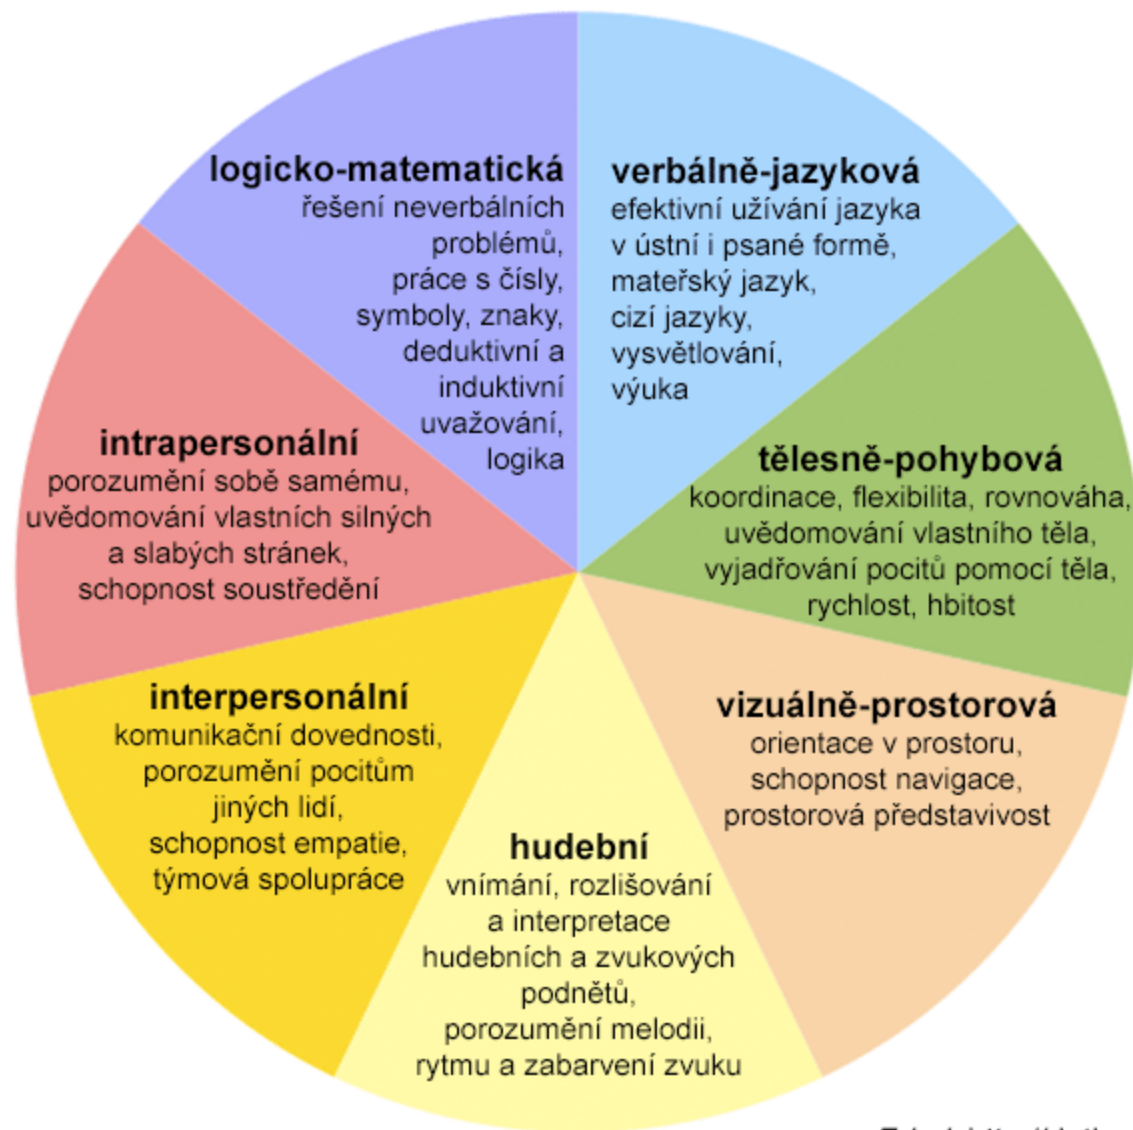 logicko-matematická
řešení neverbálních
problémů,
práce s čísly,
symboly, znaky,
deduktivní a
induktivní
uvažování,
logika
verbálně-jazyková
efektivní užívání jazyka
v ústní i psané formě,
mateřský jazyk,
cizí jazyky,
vysvětlování,
výuka
intrapersonální
porozumění sobě samému,
uvědomování vlastních silných
a slabých stránek,
schopnost soustředění
tělesně-pohybová
koordinace, flexibilita, rovnováha,
uvědomování vlastního těla,
vyjadřování pocitů pomocí těla,
rychlost, hbitost
interpersonální
komunikační dovednosti,
porozumění pocitům
jiných lidí,
schopnost empatie,
týmová spolupráce
vizuálně-prostorová
orientace v prostoru,
schopnost navigace,
prostorová představivost
hudební
vnímání, rozlišování
a interpretace
hudebních a zvukových
podnětů,
porozumění melodii,
rytmu a zabarvení zvuku